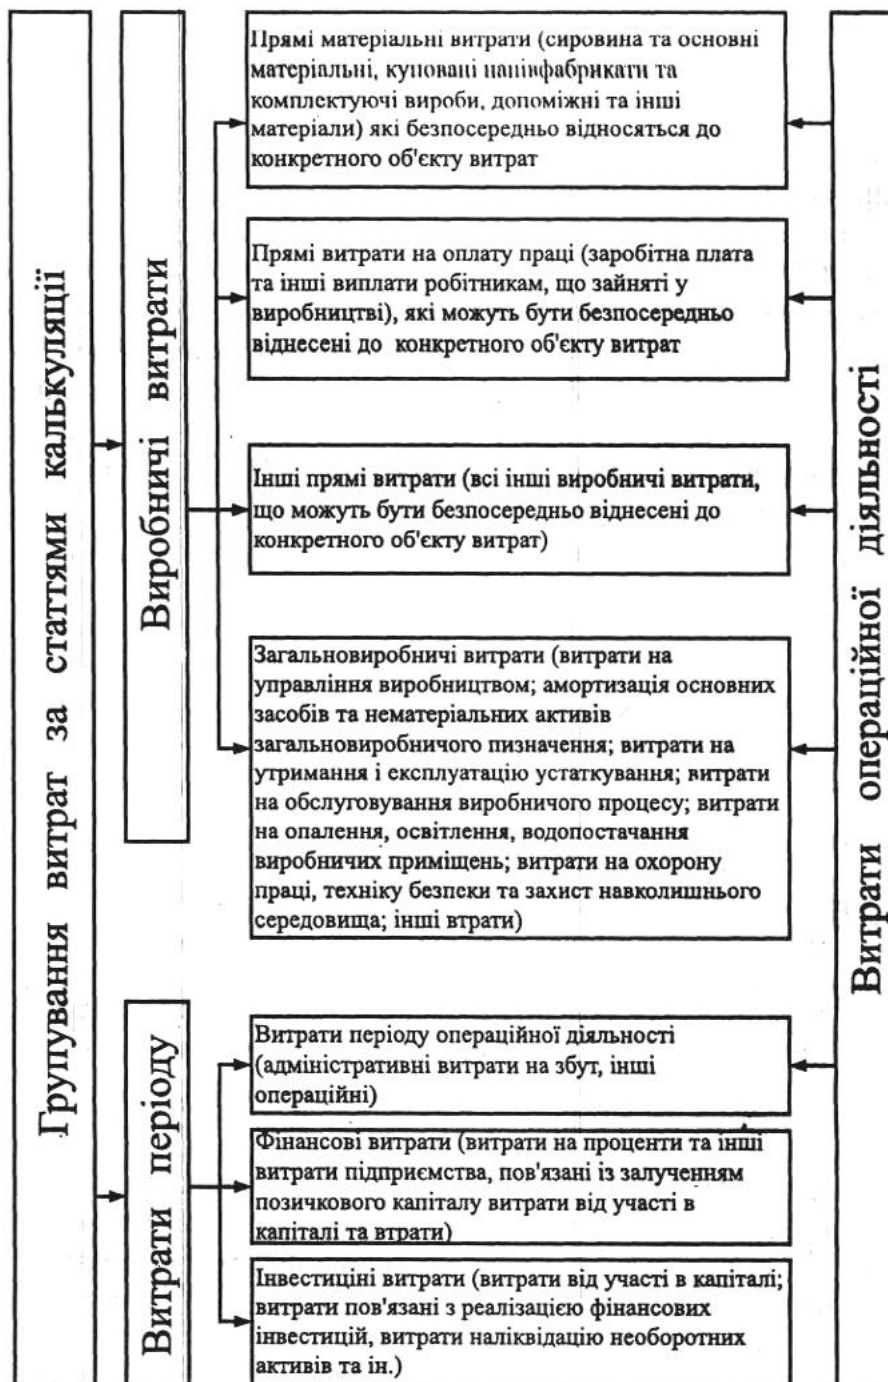 Групування витрат за статтями калькуляції
Виробничі витрати
Прямі матеріальні витрати (сировина та основні
матеріальні, куповані напівфабрикати та
комплектуючі вироби, допоміжні та інші
матеріали) які безпосередньо відносяться до
конкретного об'єкту витрат
Прямі витрати на оплату праці (заробітна плата
та інші виплати робітникам, що зайняті у
виробництві), які можуть бути безпосередньо
віднесені до конкретного об'єкту витрат
Інші прямі витрати (всі інші виробничі витрати,
що можуть бути безпосередньо віднесені до
конкретного об'єкту витрат)
Загальновиробничі витрати (витрати на
управління виробництвом; амортизація основних
засобів та нематеріальних активів
загальновиробничого пизначення; витрати на
утримання і експлуатацію устаткування; витрати
на обслуговування виробничого процесу; витрати
на опалення, освітлення, водопостачання
виробничих приміщень; витрати на охорону
праці, техніку безпски та захист навколишнього
середовища; інші втрати)
Витрати періоду
Витрати періоду операційної діяльності
(адміністративні витрати на збут, інші
операційні)
Фінансові витрати (витрати на проценти та інші
витрати підприємства, пов'язані із залученням
позичкового капіталу витрати від участі в
капіталі та втрати)
Інвестиціні витрати (витрати від участі в капіталі;
витрати пов'язані з реалізацією фінансових
інвестицій, витрати наліквідацію необоротних
активів та ін.)
Витрати операційної діяльності